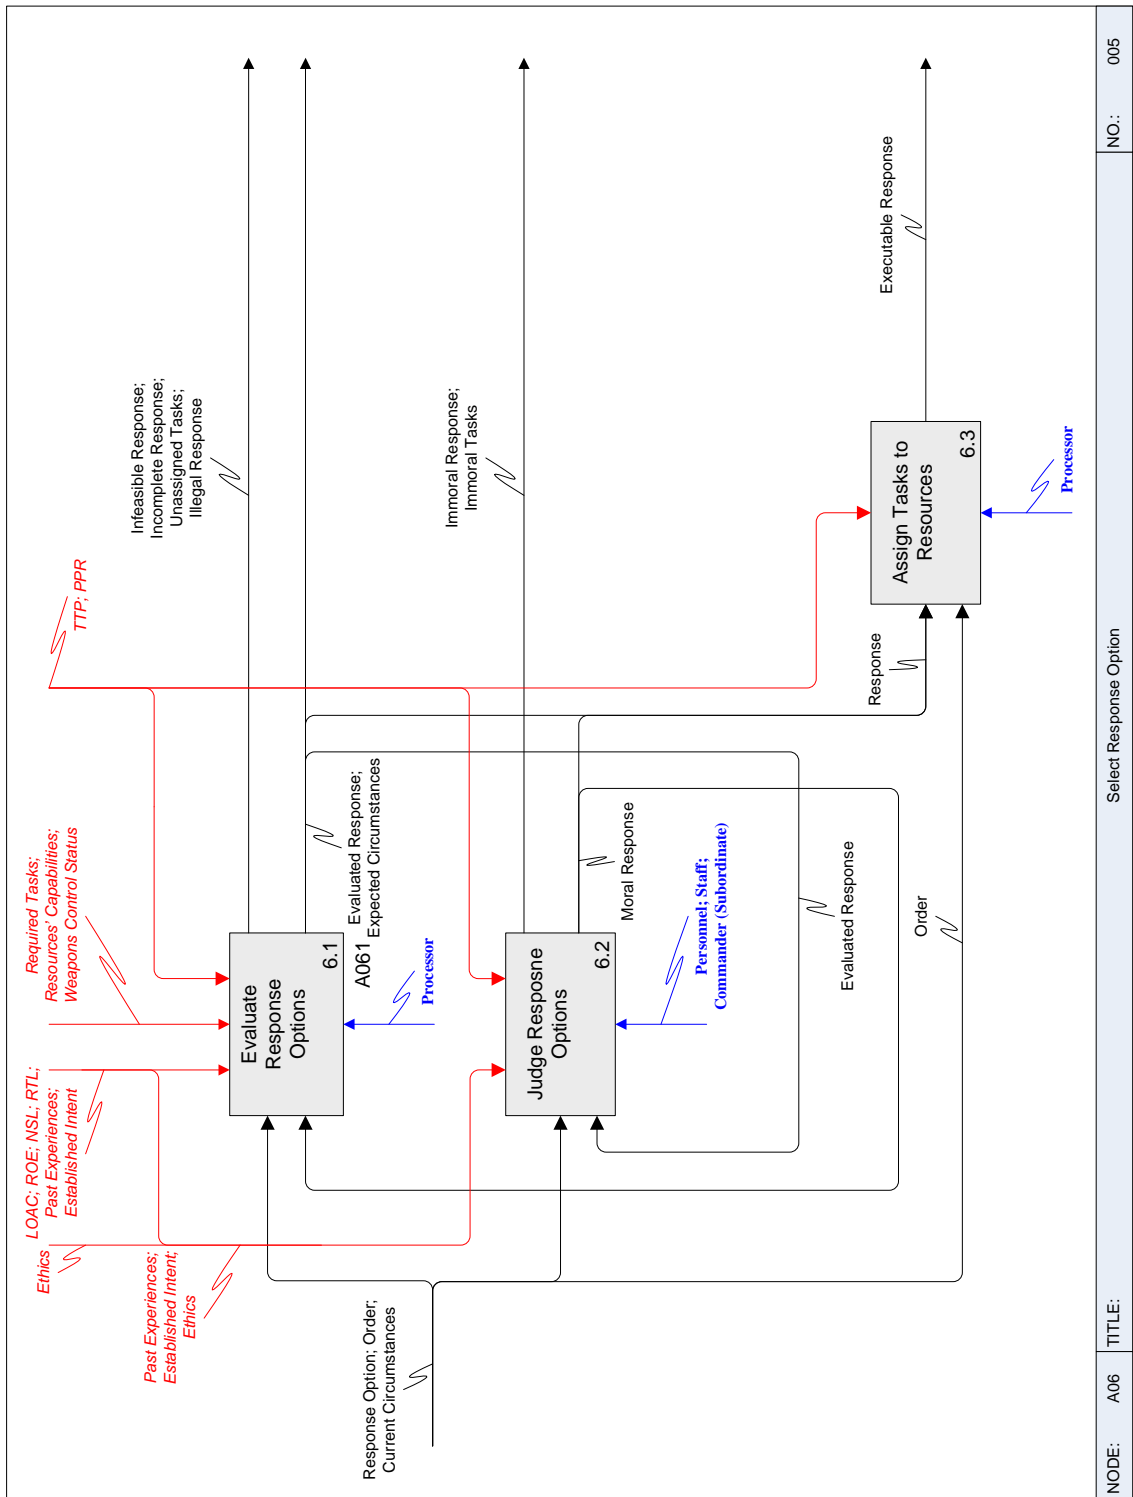 Ethics
LOAC; ROE; NSL; RTL;
Past Experiences;
Established Intent
Required Tasks;
Resources' Capabilities;
Weapons Control Status
TTP; PPR
Past Experiences;
Established Intent;
Ethics
Infeasible Response;
Incomplete Response;
Unassigned Tasks;
Illegal Response
Evaluate
Response
Options
6.1
A061
Evaluated Response;
Expected Circumstances
Processor
Response Option; Order;
Current Circumstances
Immoral Response;
Immoral Tasks
Judge Resposne
Options
6.2
Moral Response
Personnel; Staff;
Commander (Subordinate)
Evaluated Response
Response
Order
Executable Response
Assign Tasks to
Resources
6.3
Processor
NODE: A06 TITLE: Select Response Option NO.: 005